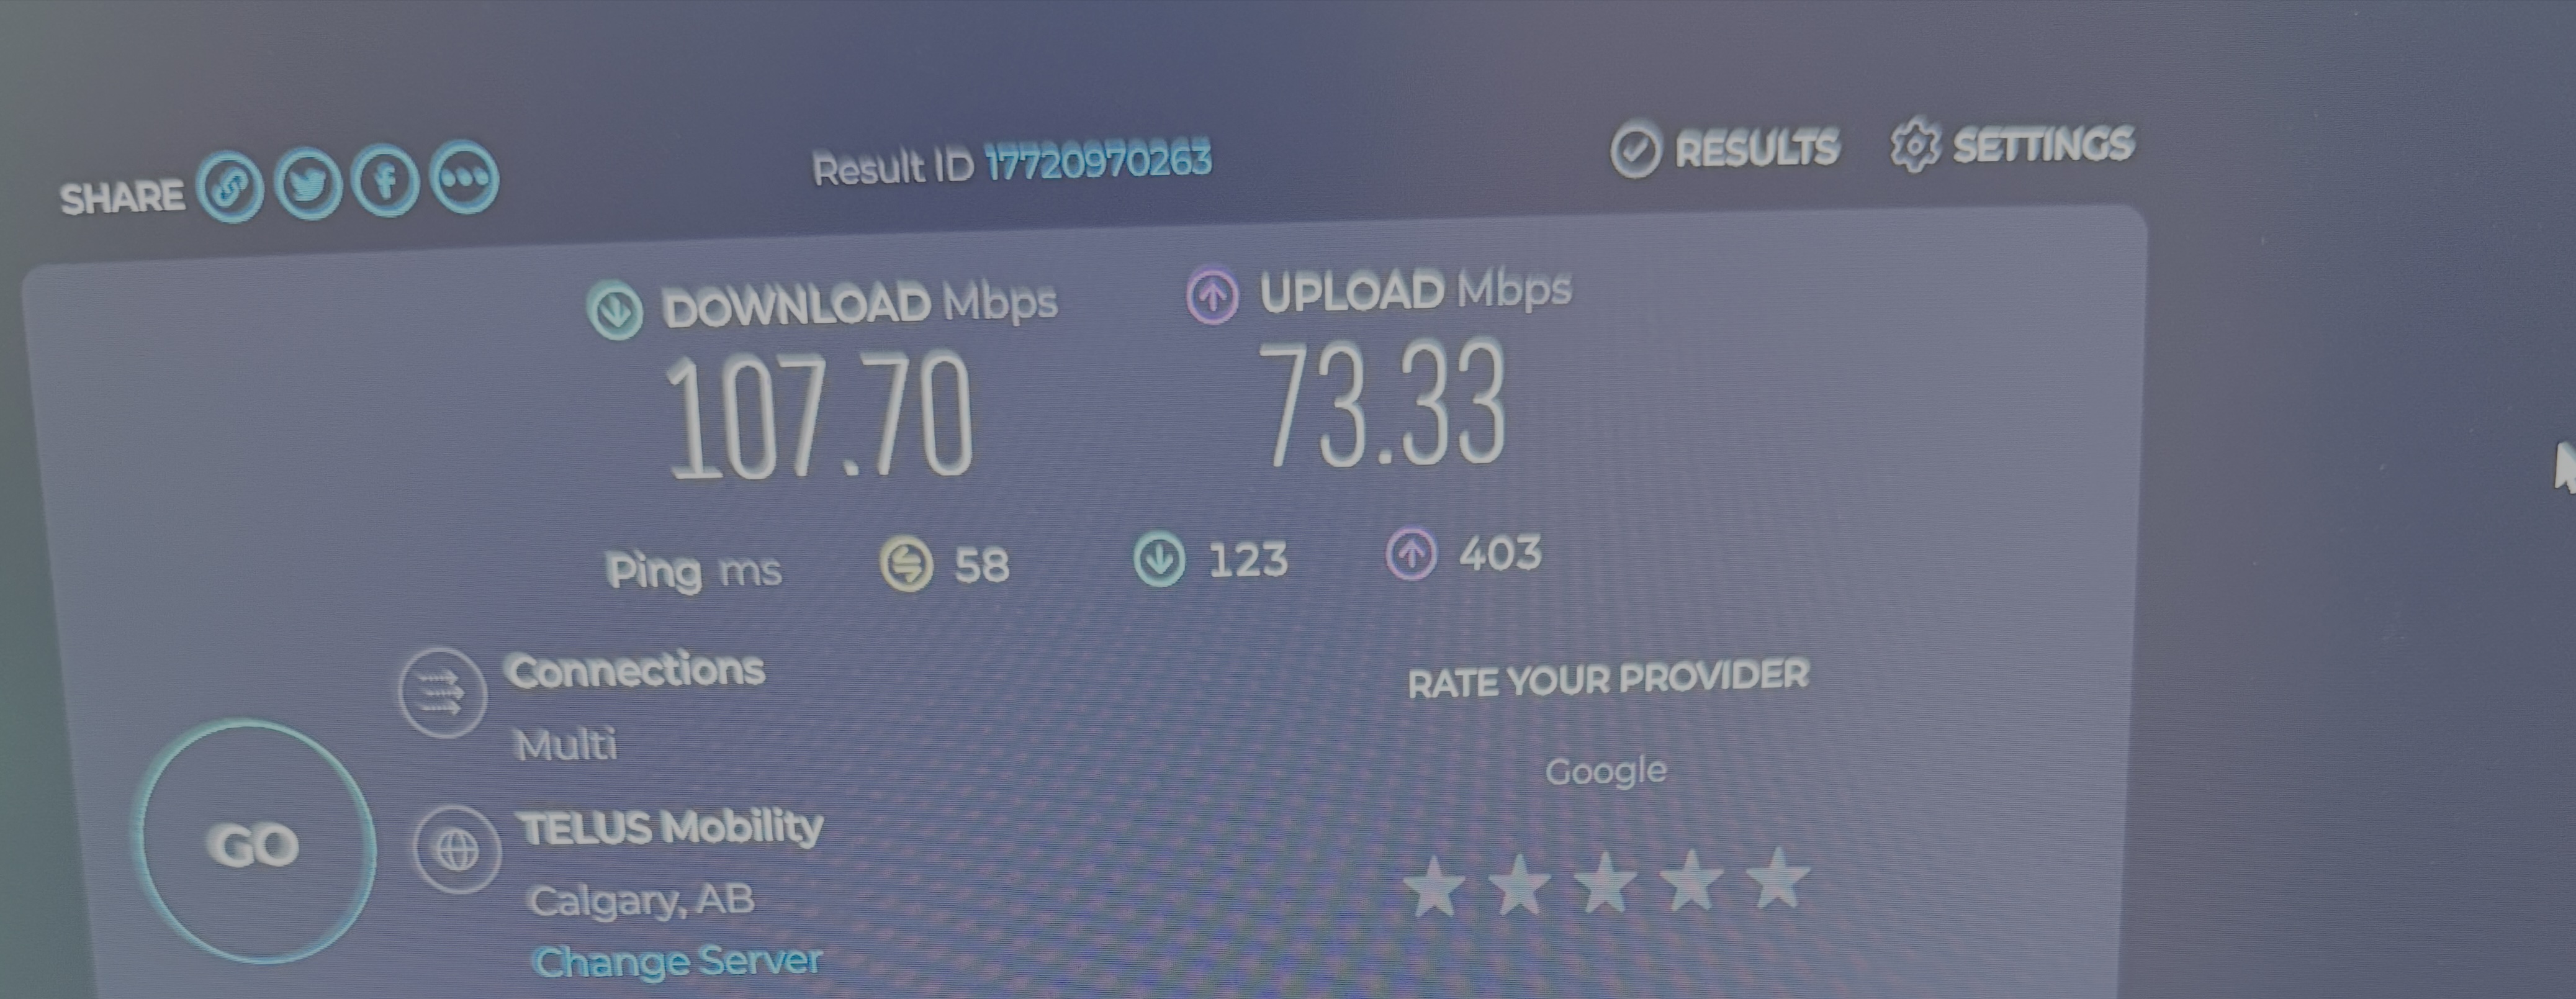 SHARE
Result ID 17720970263
RESULTS
SETTINGS
DOWNLOAD Mbps
107.70
UPLOAD Mbps
73.33
Ping ms 58 123 403
Connections
Multi
GO
TELUS Mobility
Calgary, AB
Change Server
RATE YOUR PROVIDER
Google